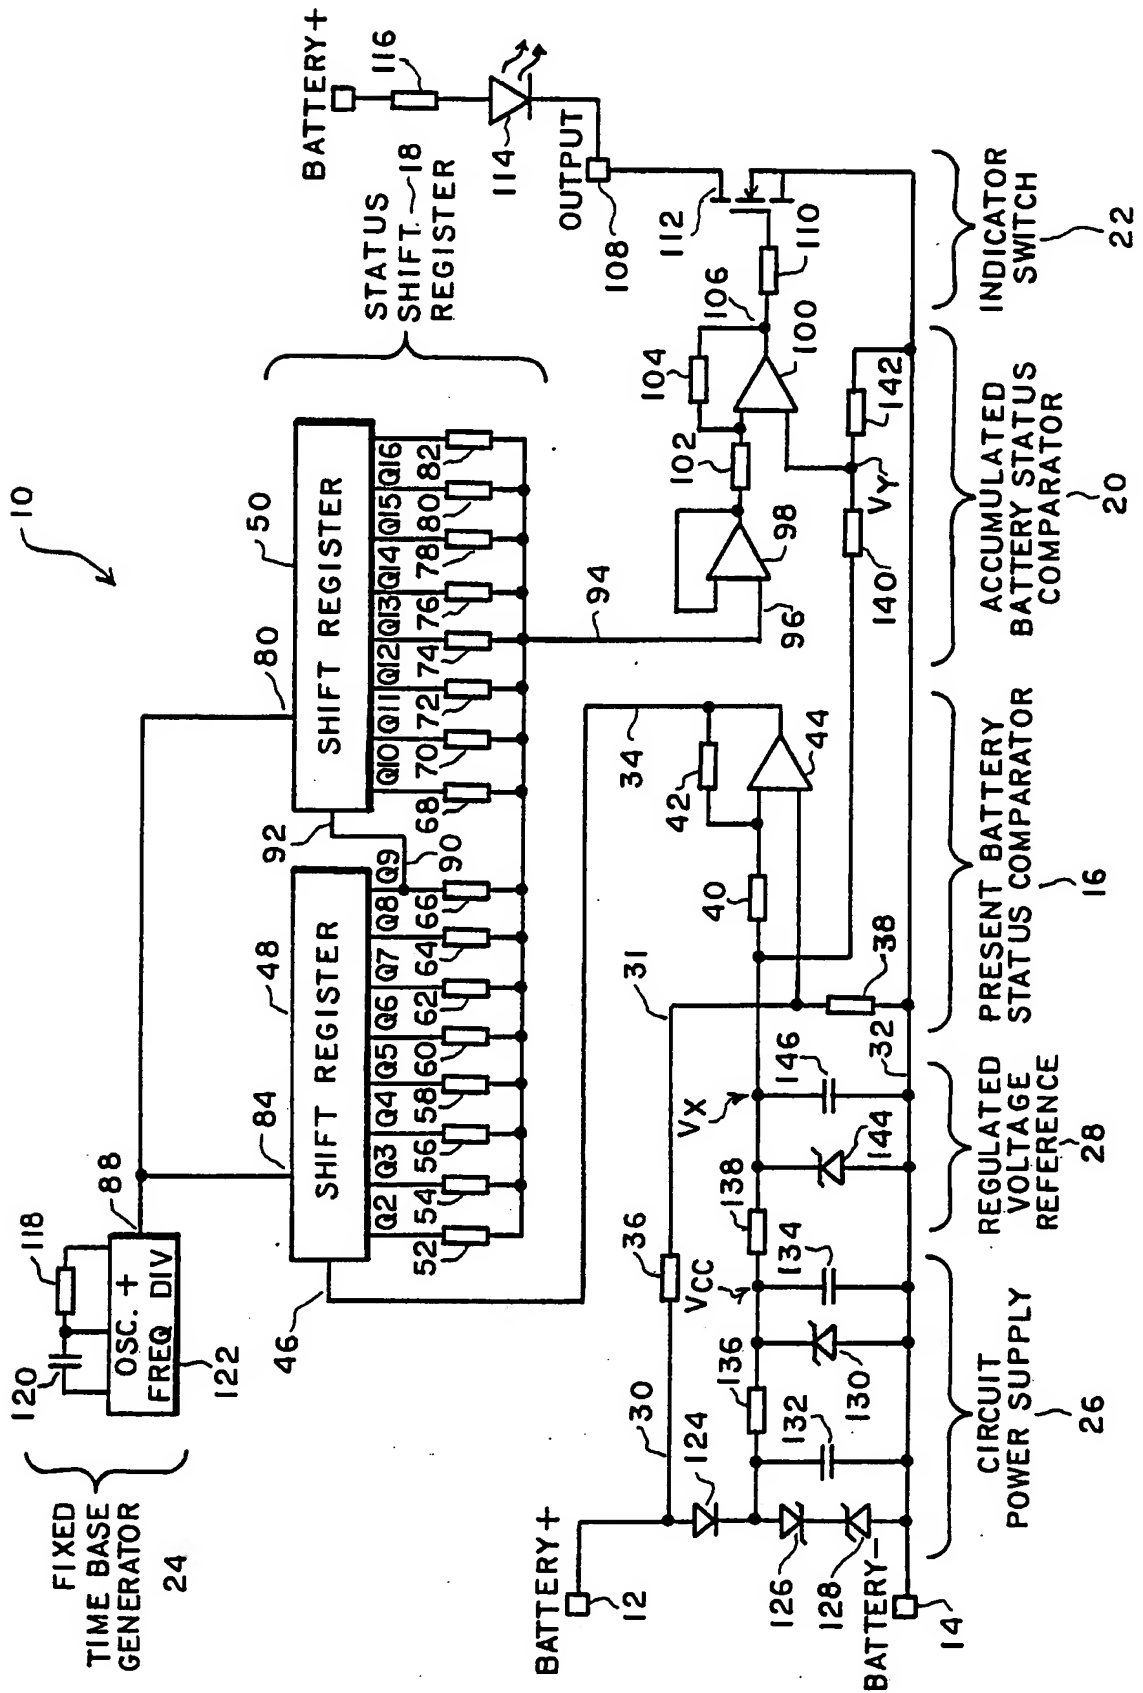 10
FIXED
TIME BASE
GENERATOR
24
120
118
OSC. +
FREQ DIV
122
88
84
80
SHIFT REGISTER
48
46
SHIFT REGISTER
50
92
90
Q2
Q3
Q4
Q5
Q6
Q7
Q8
Q9
Q10
Q11
Q12
Q13
Q14
Q15
Q16
52
54
56
58
60
62
64
66
68
70
72
74
76
78
80
82
STATUS
SHIFT 18
REGISTER
BATTERY+
116
114
OUTPUT
108
112
110
106
104
100
102
98
96
94
BATTERY+
12
30
36
31
34
42
44
40
124
136
VCC
138
VX
126
128
132
130
134
144
146
38
32
140
VY
142
BATTERY-
14
CIRCUIT
POWER SUPPLY
26
REGULATED
VOLTAGE
REFERENCE
28
PRESENT BATTERY
STATUS COMPARATOR
16
ACCUMULATED
BATTERY STATUS
COMPARATOR
20
INDICATOR
SWITCH
22